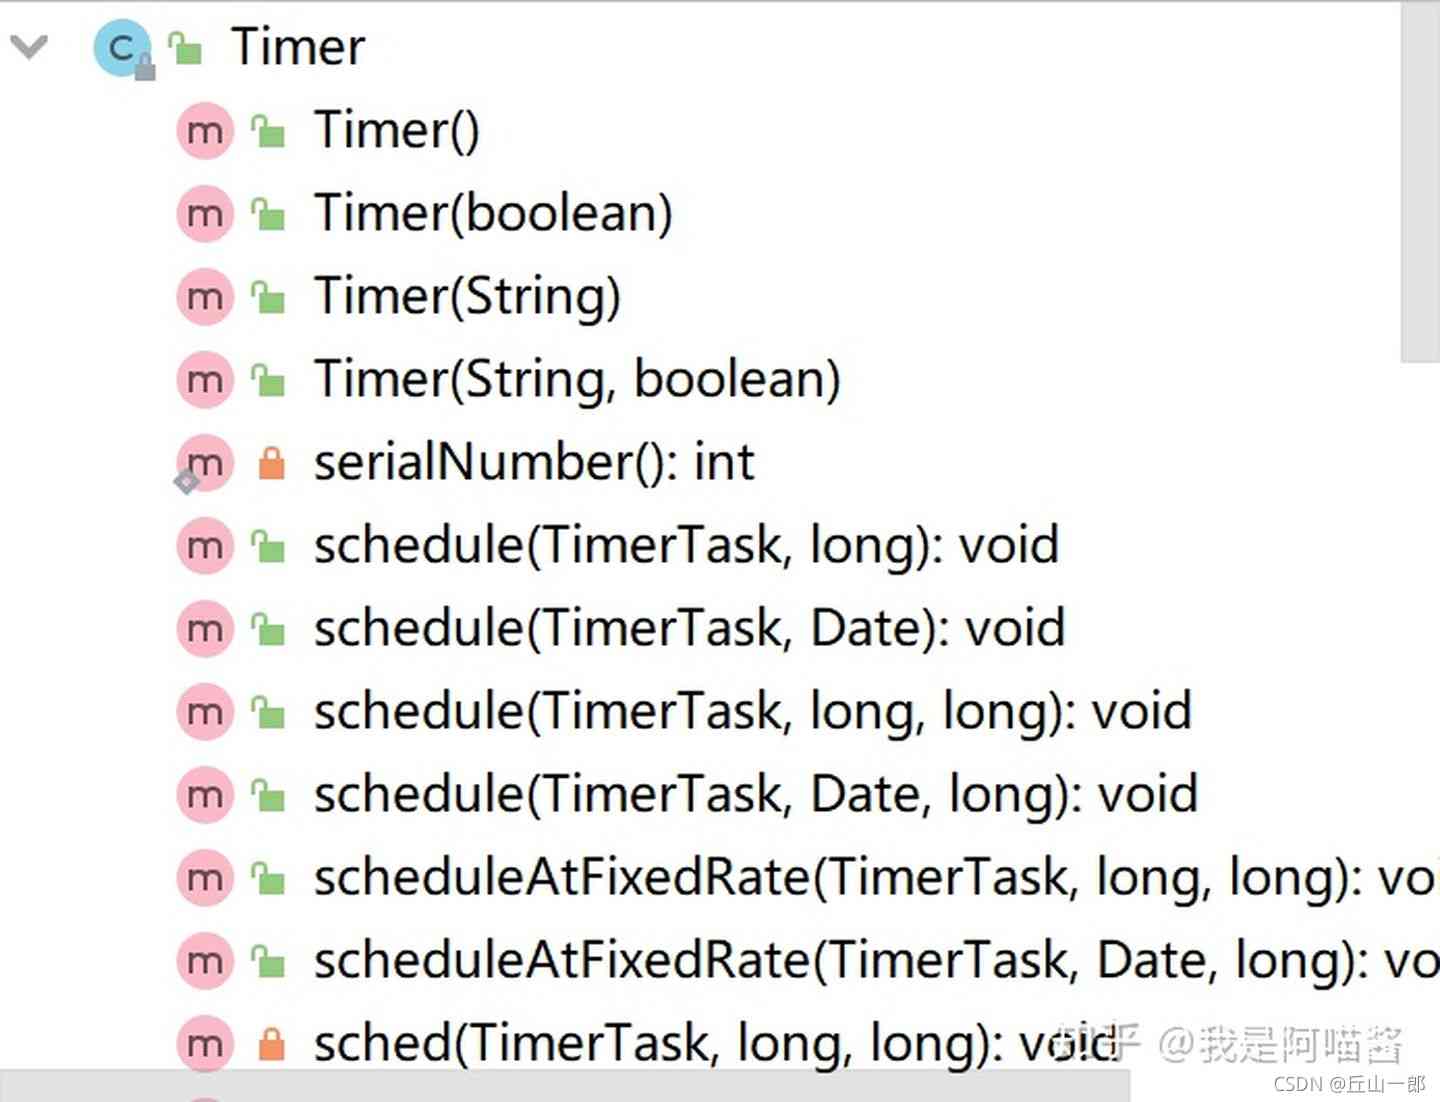 C Timer
m Timer()
m Timer(boolean)
m Timer(String)
m Timer(String, boolean)
m serialNumber(): int
m schedule(TimerTask, long): void
m schedule(TimerTask, Date): void
m schedule(TimerTask, long, long): void
m schedule(TimerTask, Date, long): void
m scheduleAtFixedRate(TimerTask, long, long): vo
m scheduleAtFixedRate(TimerTask, Date, long): vo
m sched(TimerTask, long, long): void
知乎 @我是阿喵酱
CSDN @丘山一郎